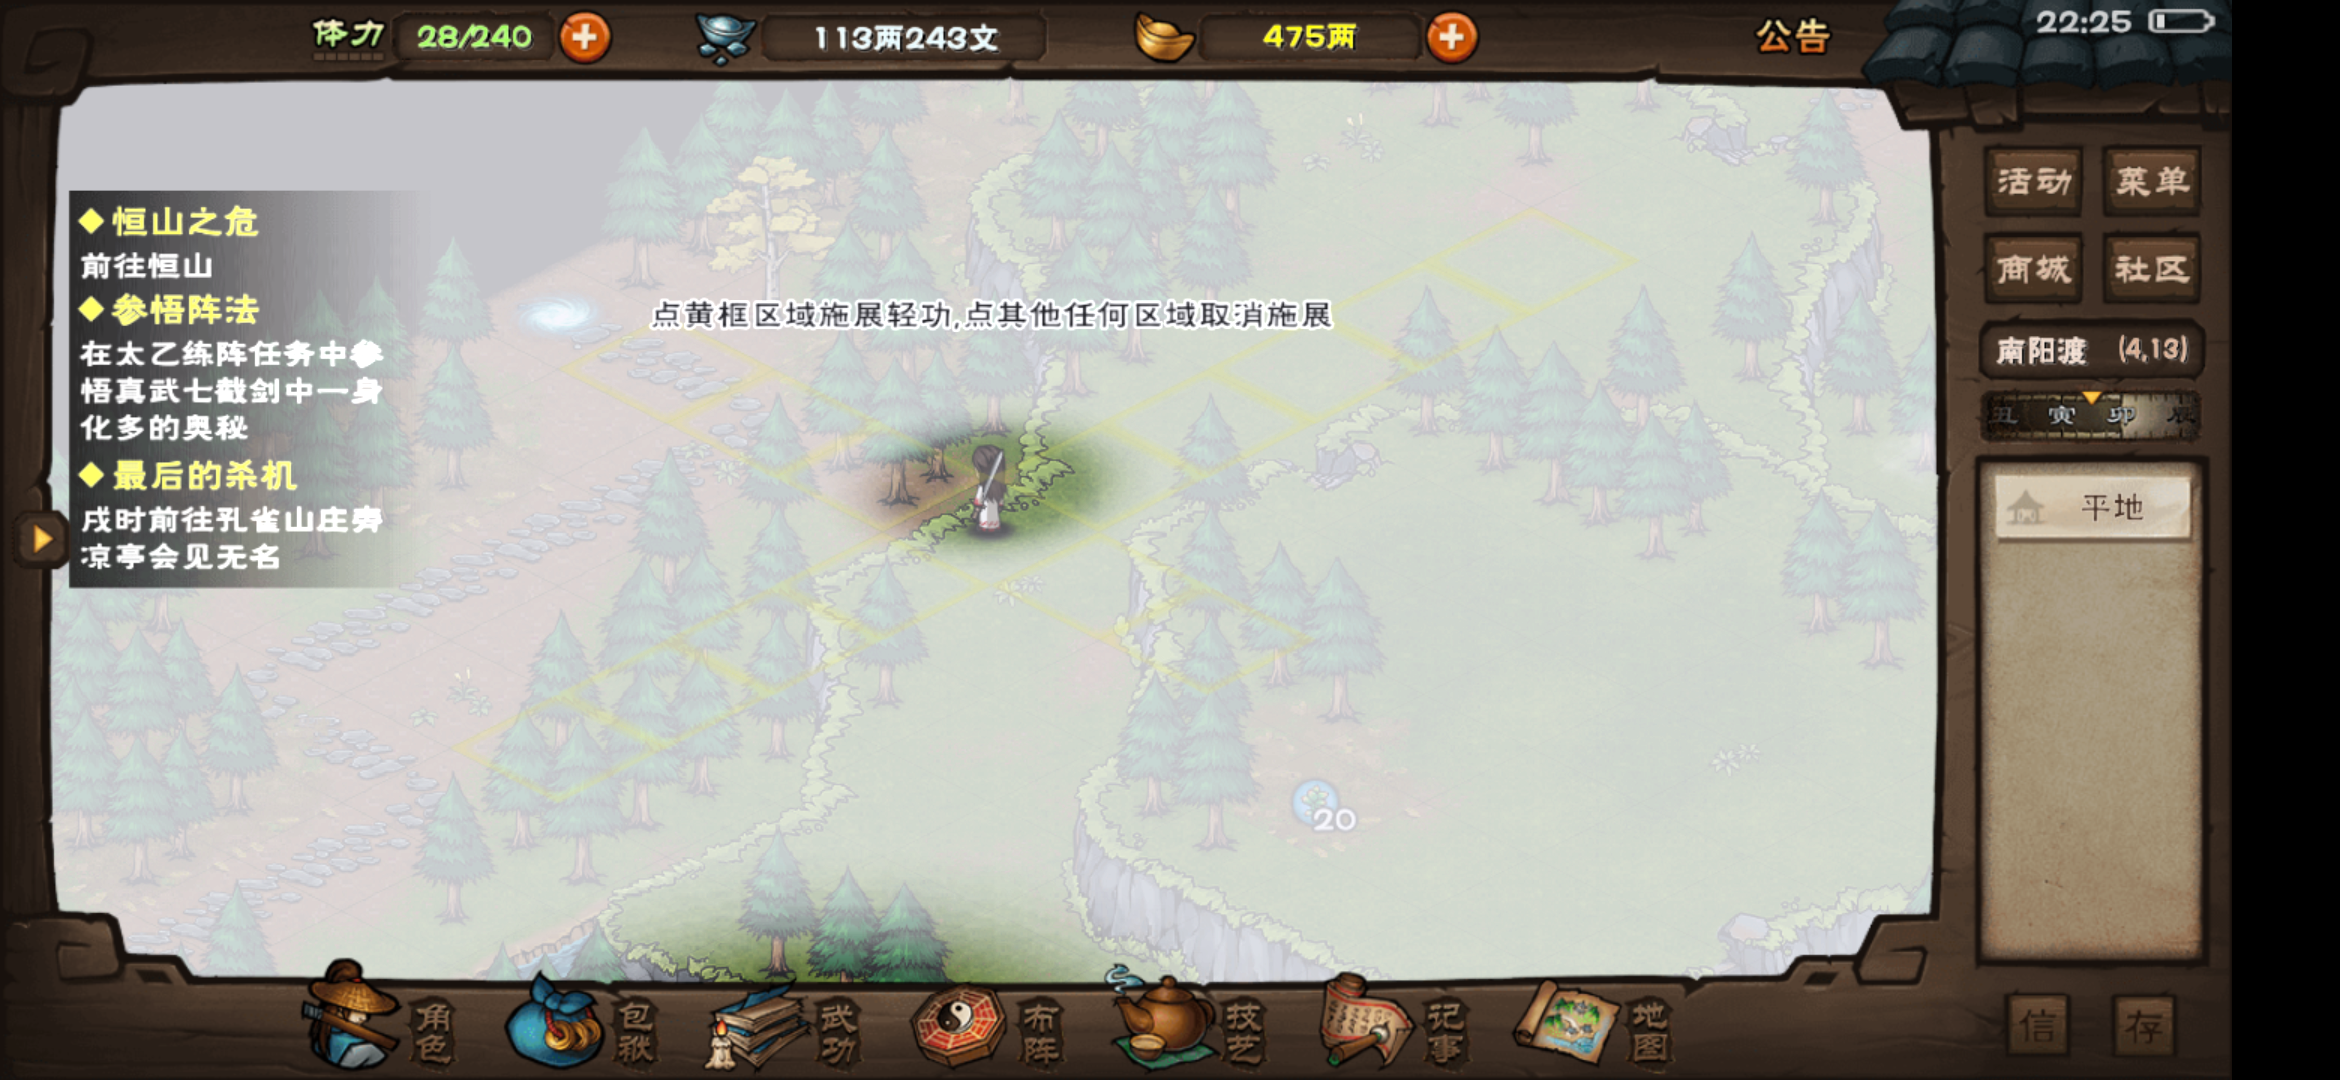 体力 28/240 113两243文 475两 公告 22:25
活动 菜单
商城 社区
南阳渡 (4,13)
丑 寅 卯 辰
平地
恒山之危
前往恒山
参悟阵法
在太乙练阵任务中参
悟真武七截剑中一身
化多的奥秘
最后的杀机
戌时前往孔雀山庄旁
凉亭会见无名
点黄框区域施展轻功,点其他任何区域取消施展
20
角色 包袱 武功 布阵 技艺 记事 地图 信 存